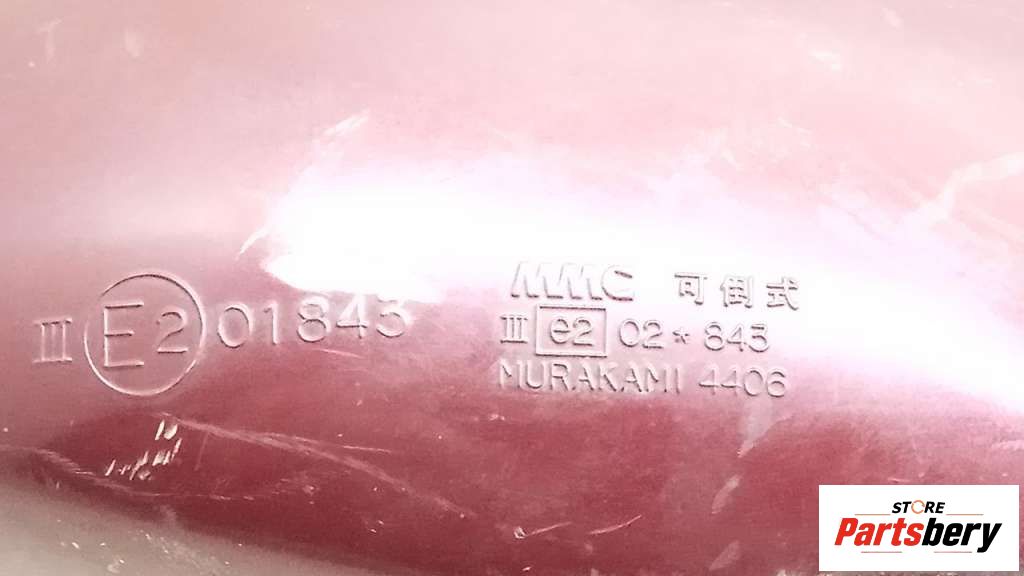 III E2 01843
MMC 可倒式
III e2 02*843
MURAKAMI 4406
STORE
Partsbery